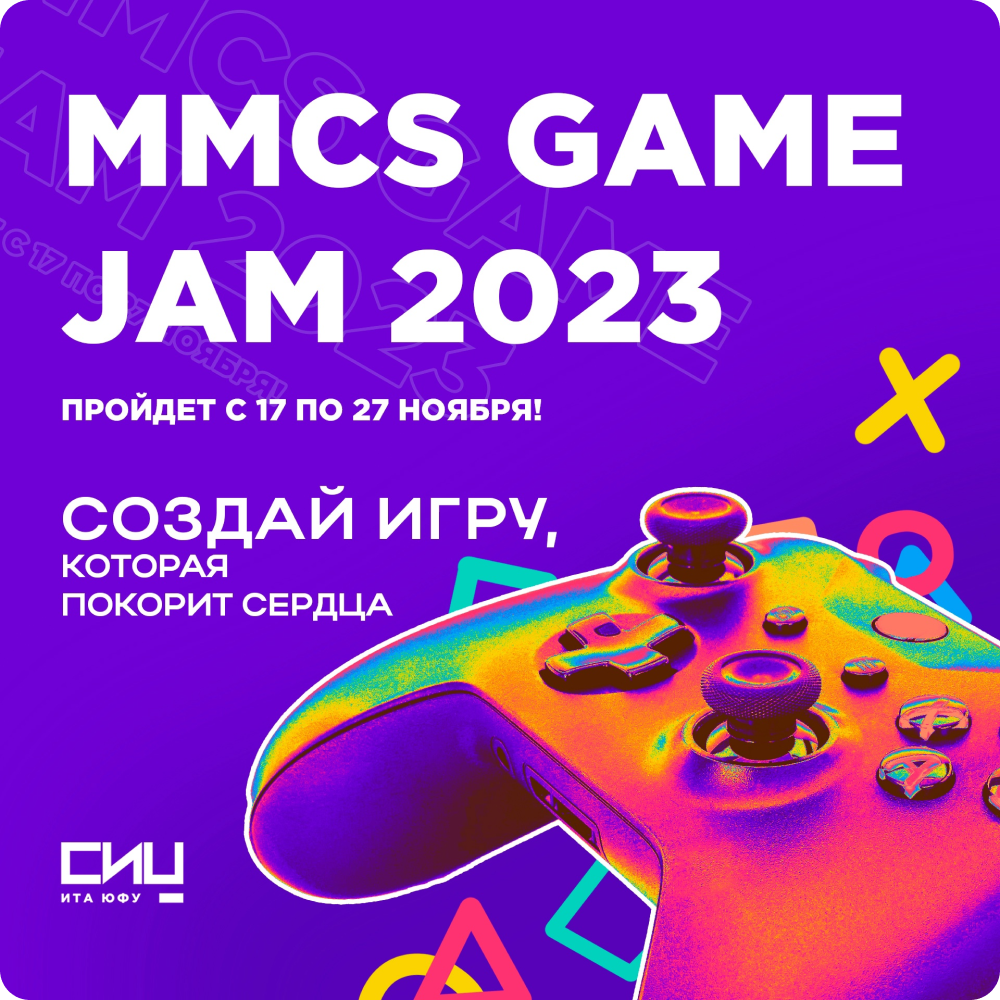 MMCS GAME
JAM 2023
ПРОЙДЕТ С 17 ПО 27 НОЯБРЯ!
СОЗДАЙ ИГРУ,
КОТОРАЯ
ПОКОРИТ СЕРДЦА
СИЦ
ИТА ЮФУ